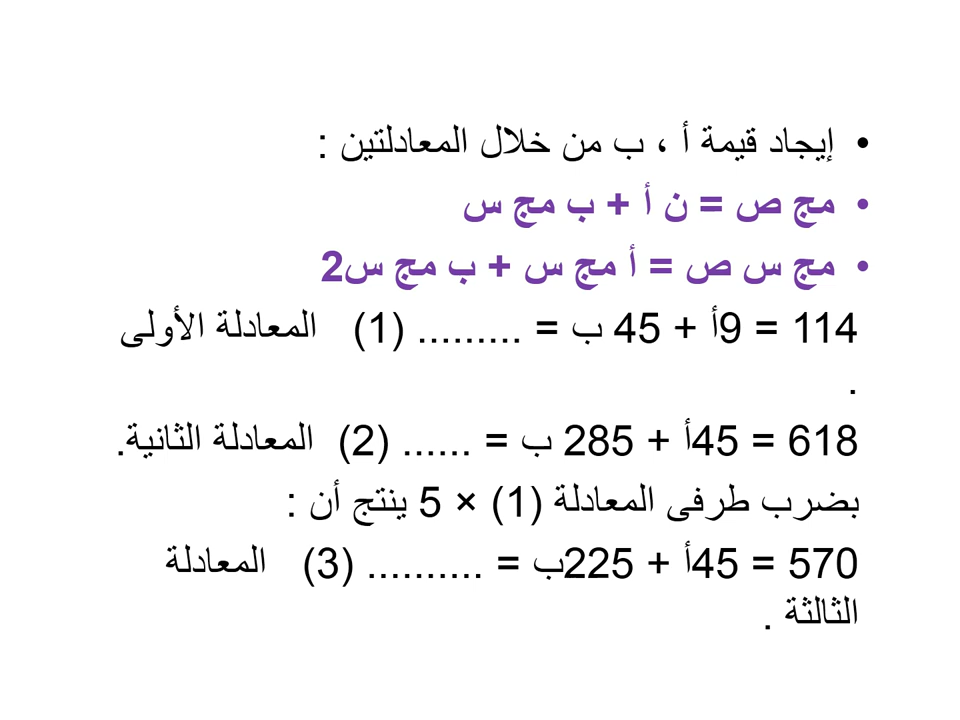 • إيجاد قيمة أ ، ب من خلال المعادلتين :
• مج ص = ن أ + ب مج س
• مج س ص = أ مج س + ب مج س2
114 = 9أ + 45 ب = ......... (1) المعادلة الأولى
.
618 = 45أ + 285 ب = ...... (2) المعادلة الثانية.
بضرب طرفى المعادلة (1) × 5 ينتج أن :
570 = 45أ + 225ب = .......... (3) المعادلة
الثالثة .